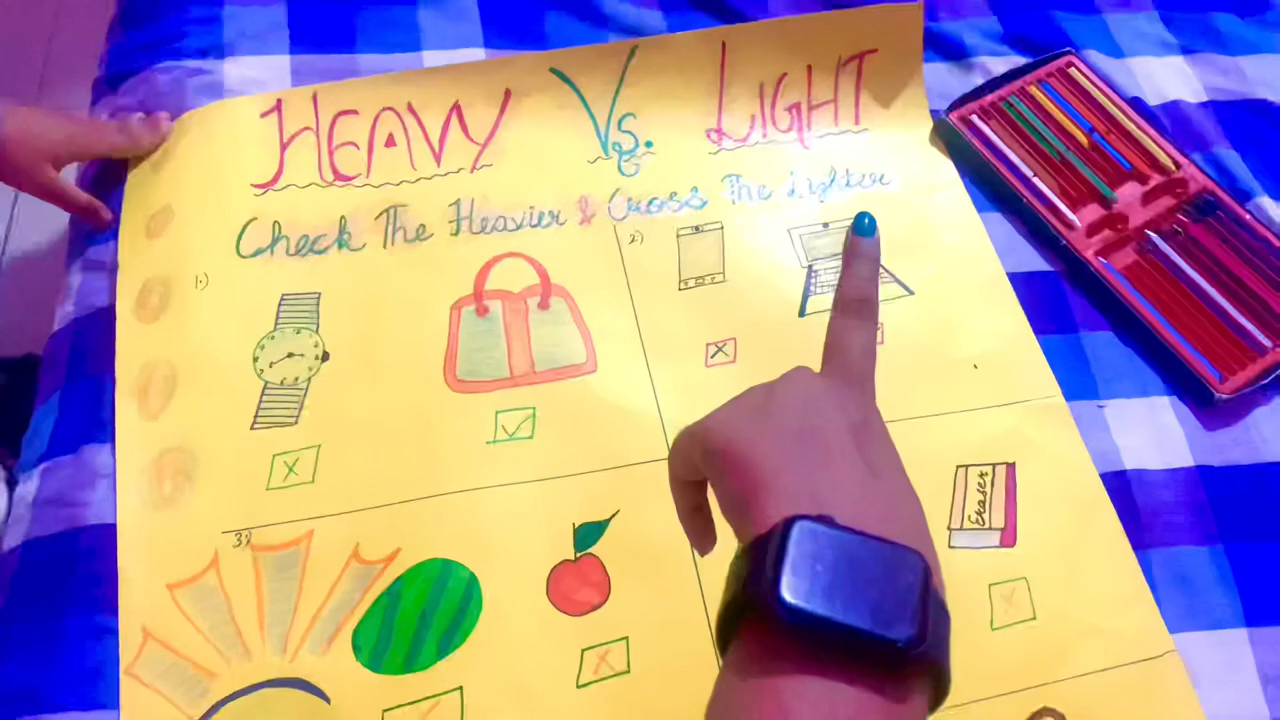 HEAVY Vs. LIGHT
Check The Heavier & Cross The Lighter
1.)
2.)
3.)
Eraser